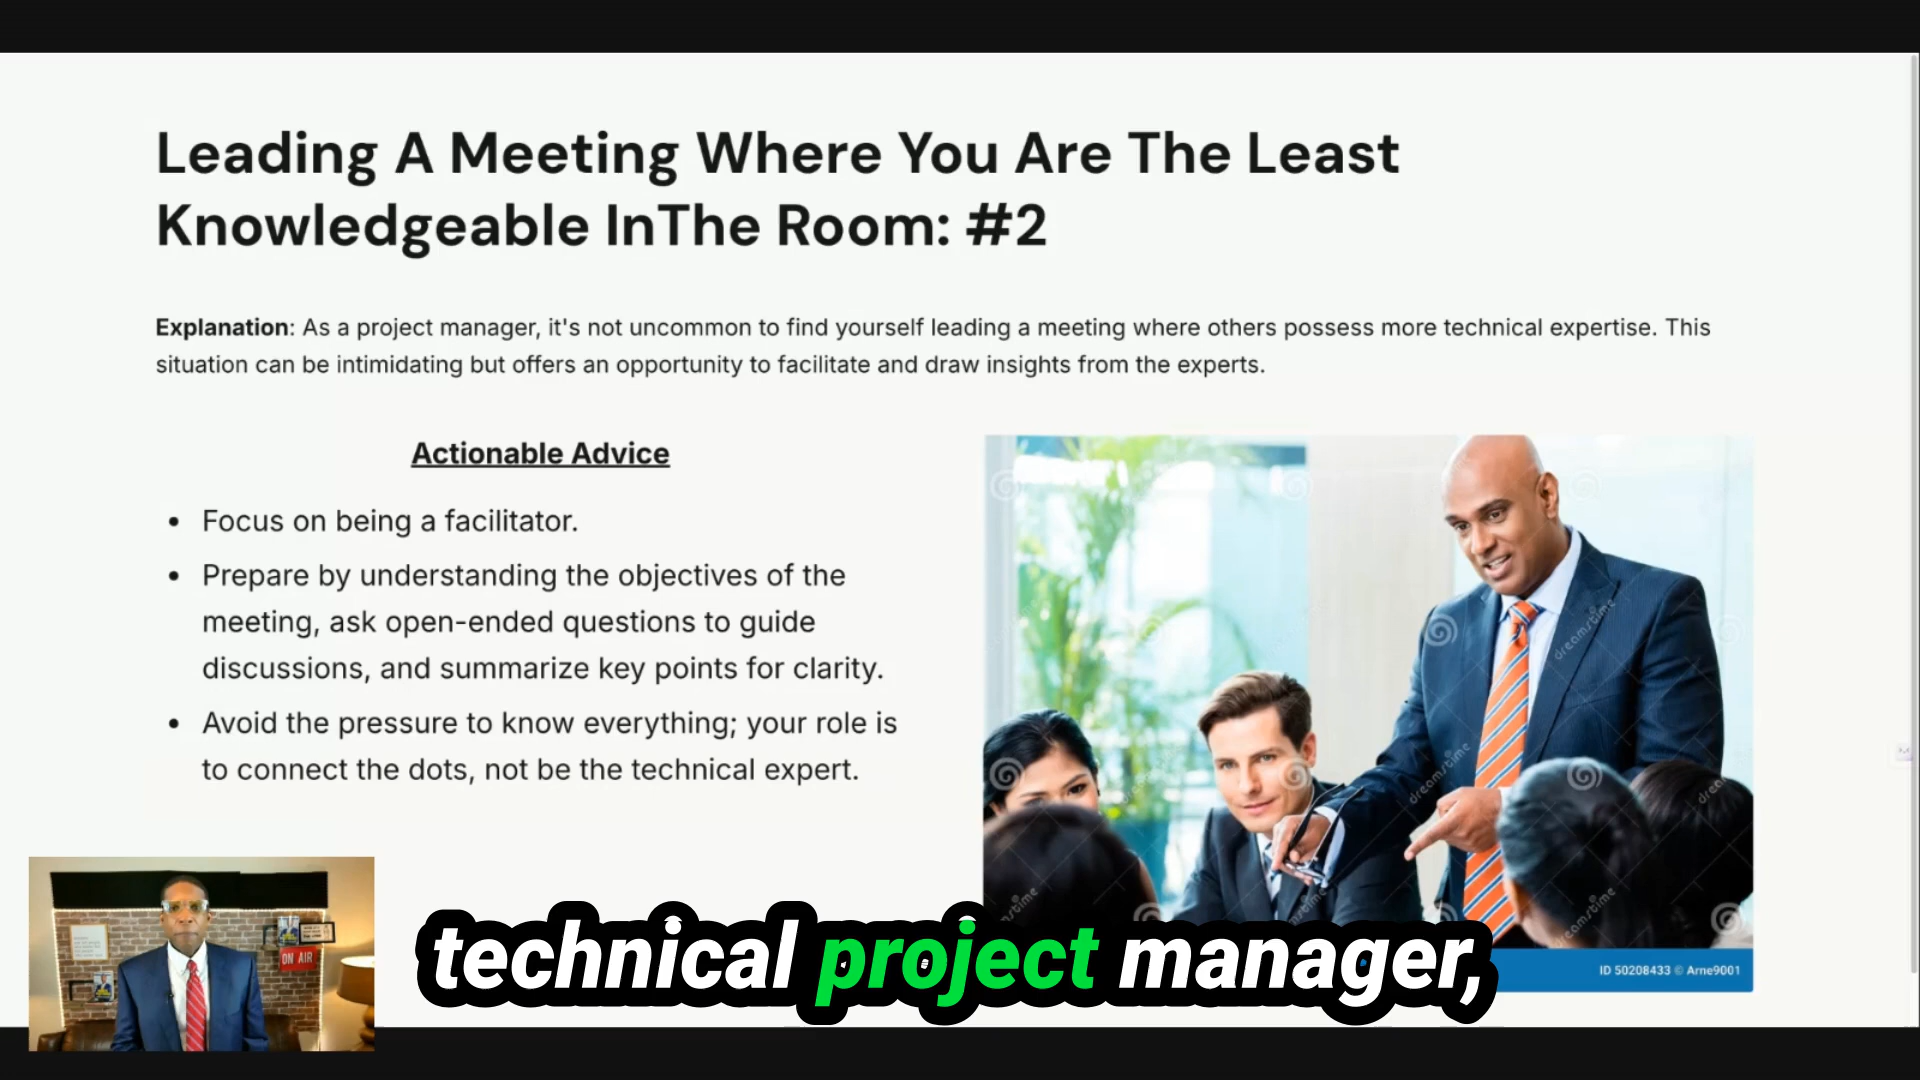 Leading A Meeting Where You Are The Least
Knowledgeable InThe Room: #2
Explanation: As a project manager, it's not uncommon to find yourself leading a meeting where others possess more technical expertise. This
situation can be intimidating but offers an opportunity to facilitate and draw insights from the experts.
Actionable Advice
• Focus on being a facilitator.
• Prepare by understanding the objectives of the
meeting, ask open-ended questions to guide
discussions, and summarize key points for clarity.
• Avoid the pressure to know everything; your role is
to connect the dots, not be the technical expert.
dreamstime
dreamstime
dreamstime
dreamstime
ID 50208433 © Arne9001
ON AIR
technical project manager,